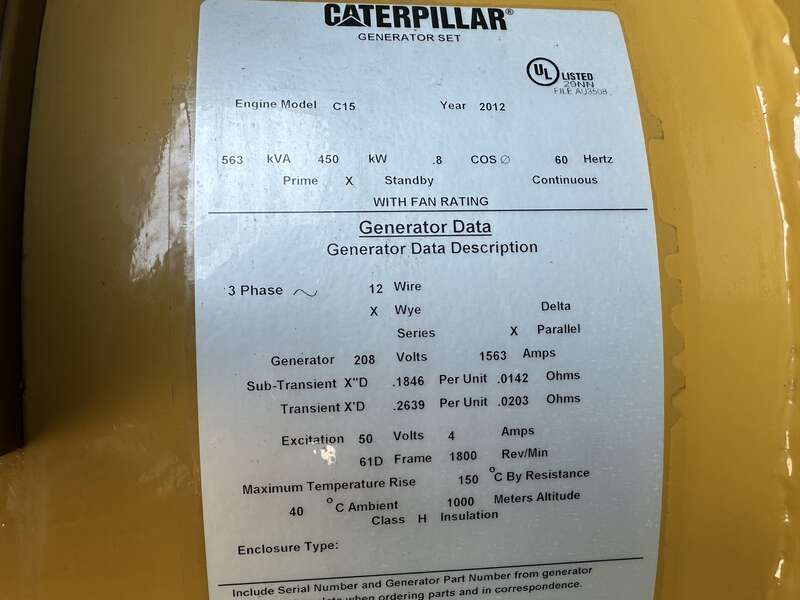 CATERPILLAR®
GENERATOR SET
UL LISTED
29NN
FILE AU3508
Engine Model C15 Year 2012
563 kVA 450 kW .8 COS Ø 60 Hertz
Prime X Standby Continuous
WITH FAN RATING
Generator Data
Generator Data Description
3 Phase 12 Wire
X Wye Delta
Series X Parallel
Generator 208 Volts 1563 Amps
Sub-Transient X"D .1846 Per Unit .0142 Ohms
Transient X'D .2639 Per Unit .0203 Ohms
Excitation 50 Volts 4 Amps
61D Frame 1800 Rev/Min
Maximum Temperature Rise 150 °C By Resistance
40 °C Ambient 1000 Meters Altitude
Class H Insulation
Enclosure Type:
Include Serial Number and Generator Part Number from generator
when ordering parts and in correspondence.